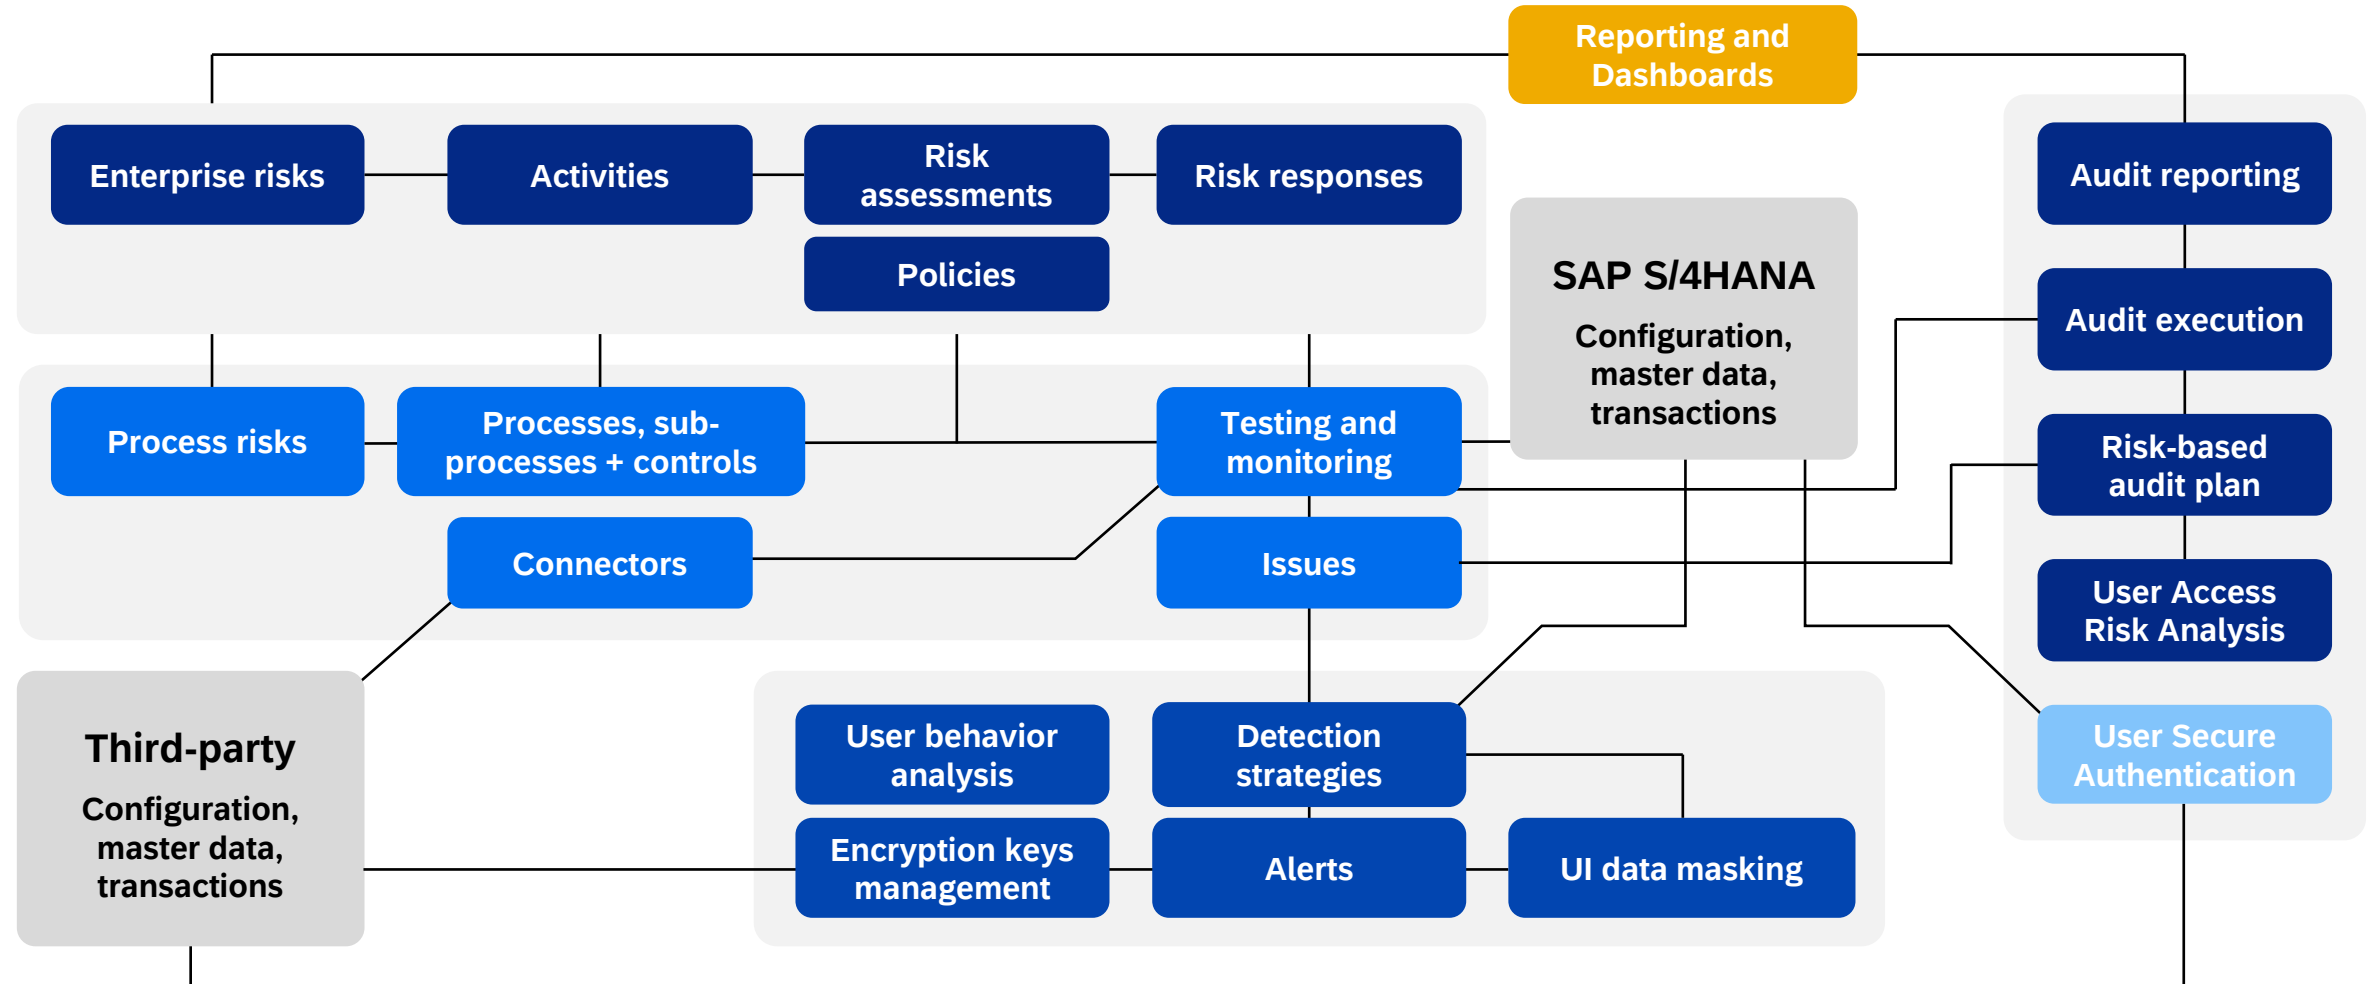 Reporting and
Dashboards
Enterprise risks
Activities
Risk
assessments
Risk responses
Policies
Audit reporting
SAP S/4HANA
Configuration,
master data,
transactions
Audit execution
Process risks
Processes, sub-
processes + controls
Testing and
monitoring
Risk-based
audit plan
Connectors
Issues
User Access
Risk Analysis
Third-party
Configuration,
master data,
transactions
User behavior
analysis
Detection
strategies
User Secure
Authentication
Encryption keys
management
Alerts
UI data masking